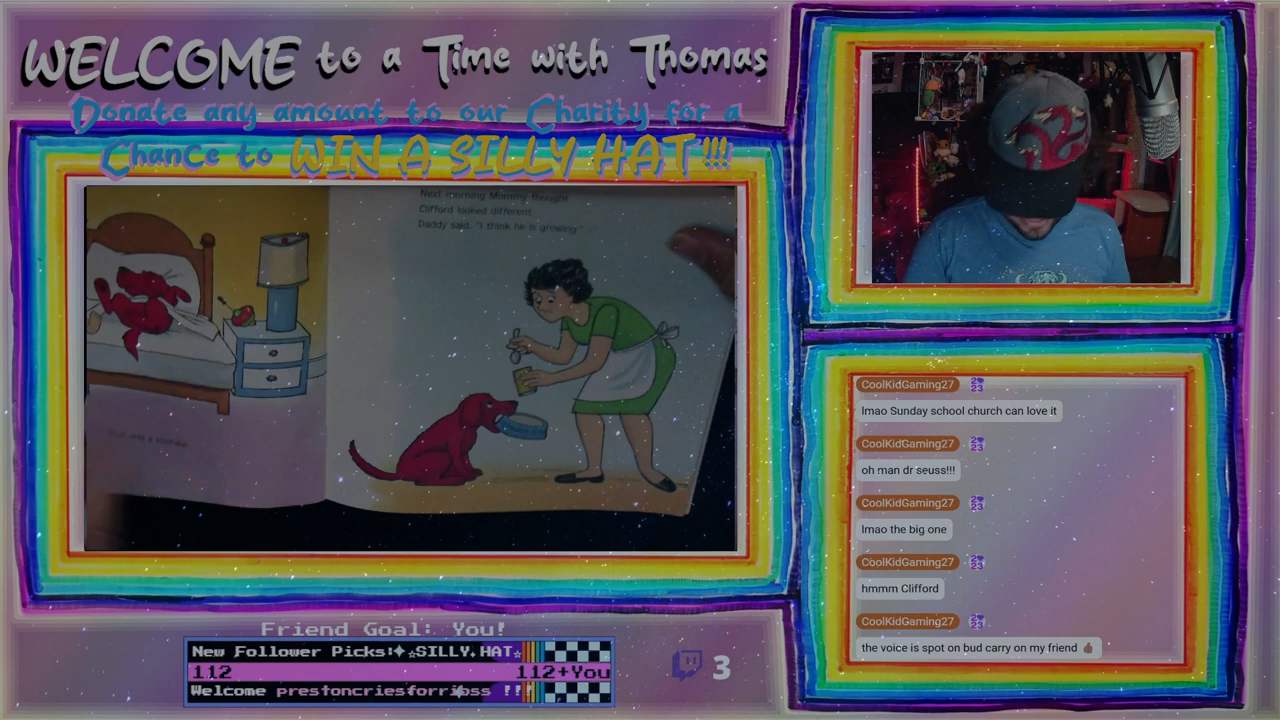 WELCOME to a Time with Thomas
Donate any amount to our Charity for a
Chance to WIN A SILLY HAT!!!
Next morning Mommy thought
Clifford looked different.
Daddy said, "I think he is growing."
CoolKidGaming27
lmao Sunday school church can love it
CoolKidGaming27
oh man dr seuss!!!
CoolKidGaming27
lmao the big one
CoolKidGaming27
hmmm Clifford
CoolKidGaming27
the voice is spot on bud carry on my friend 👍🏾
Friend Goal: You!
New Follower Picks:✦☆SILLY HAT☆
112 112+You
Welcome prestoncriesforri !!!
3